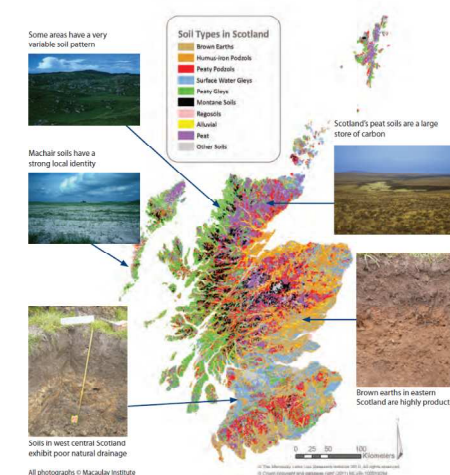 Some areas have a very
variable soil pattern
Soil Types in Scotland
Brown Earths
Humus-Iron Podzols
Peaty Podzols
Surface Water Gleys
Peaty Gleys
Montane Soils
Regosols
Alluvial
Peat
Other Soils
Scotland's peat soils are a large
store of carbon
Machair soils have a
strong local identity
Brown earths in eastern
Scotland are highly product
Soils in west central Scotland
exhibit poor natural drainage
0 25 50 100
Kilometers
All photographs © Macaulay Institute